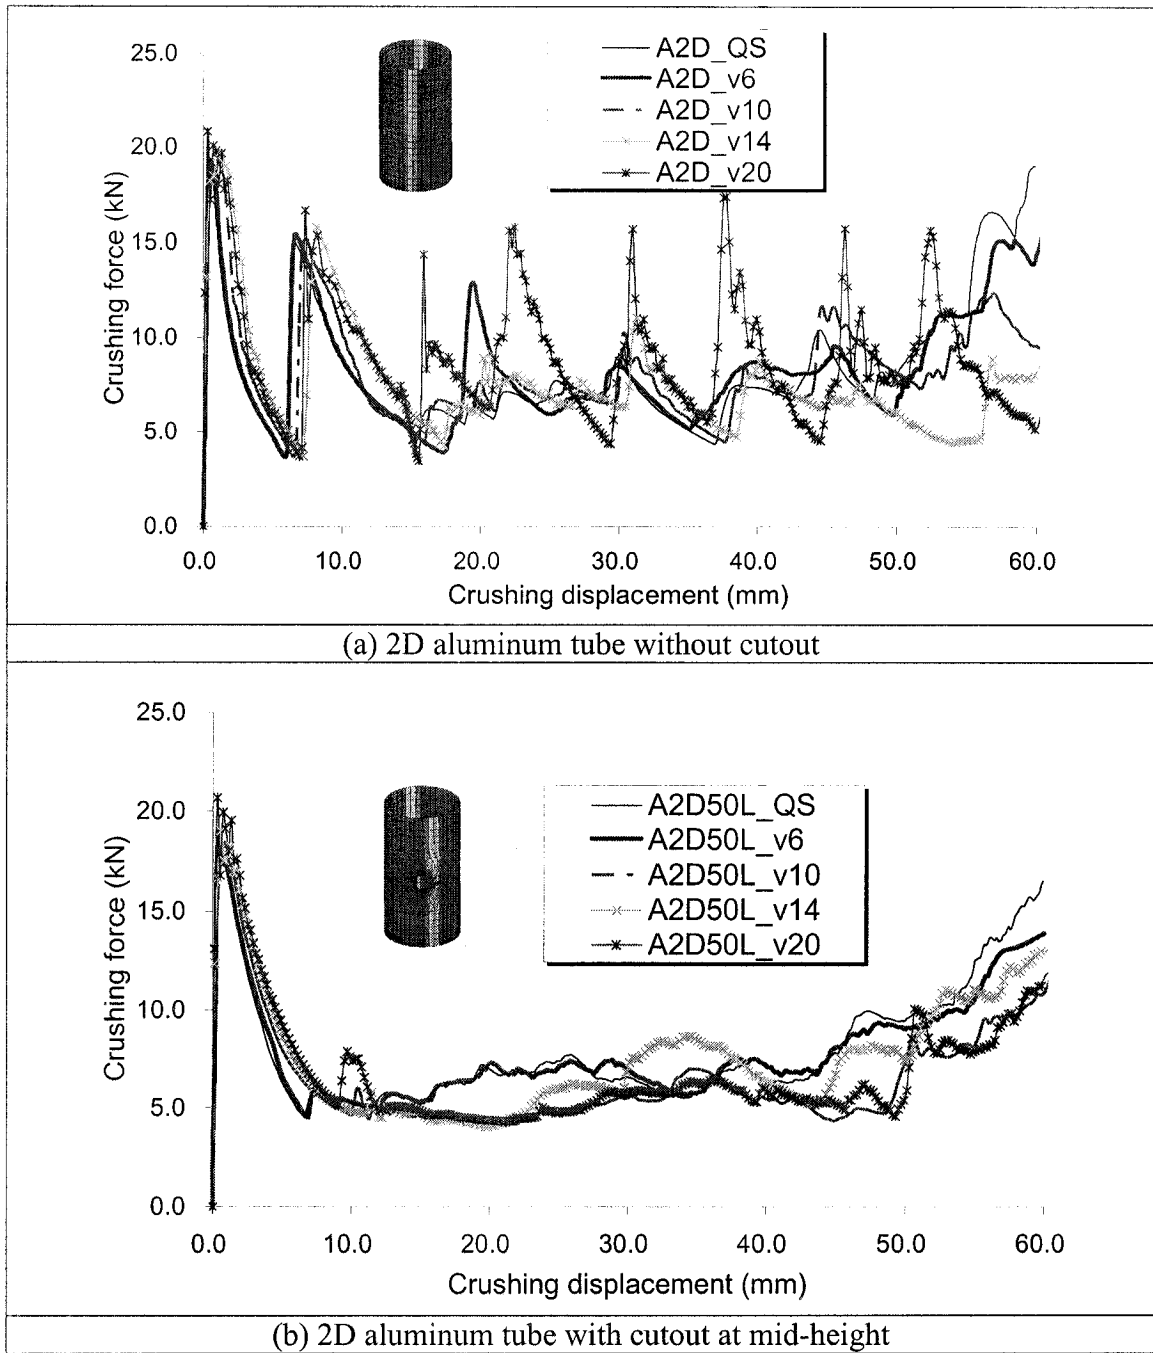 25.0
20.0
15.0
10.0
5.0
0.0
Crushing force (kN)
A2D_QS
A2D_v6
A2D_v10
A2D_v14
A2D_v20
0.0 10.0 20.0 30.0 40.0 50.0 60.0
Crushing displacement (mm)
(a) 2D aluminum tube without cutout
25.0
20.0
15.0
10.0
5.0
0.0
Crushing force (kN)
A2D50L_QS
A2D50L_v6
A2D50L_v10
A2D50L_v14
A2D50L_v20
0.0 10.0 20.0 30.0 40.0 50.0 60.0
Crushing displacement (mm)
(b) 2D aluminum tube with cutout at mid-height